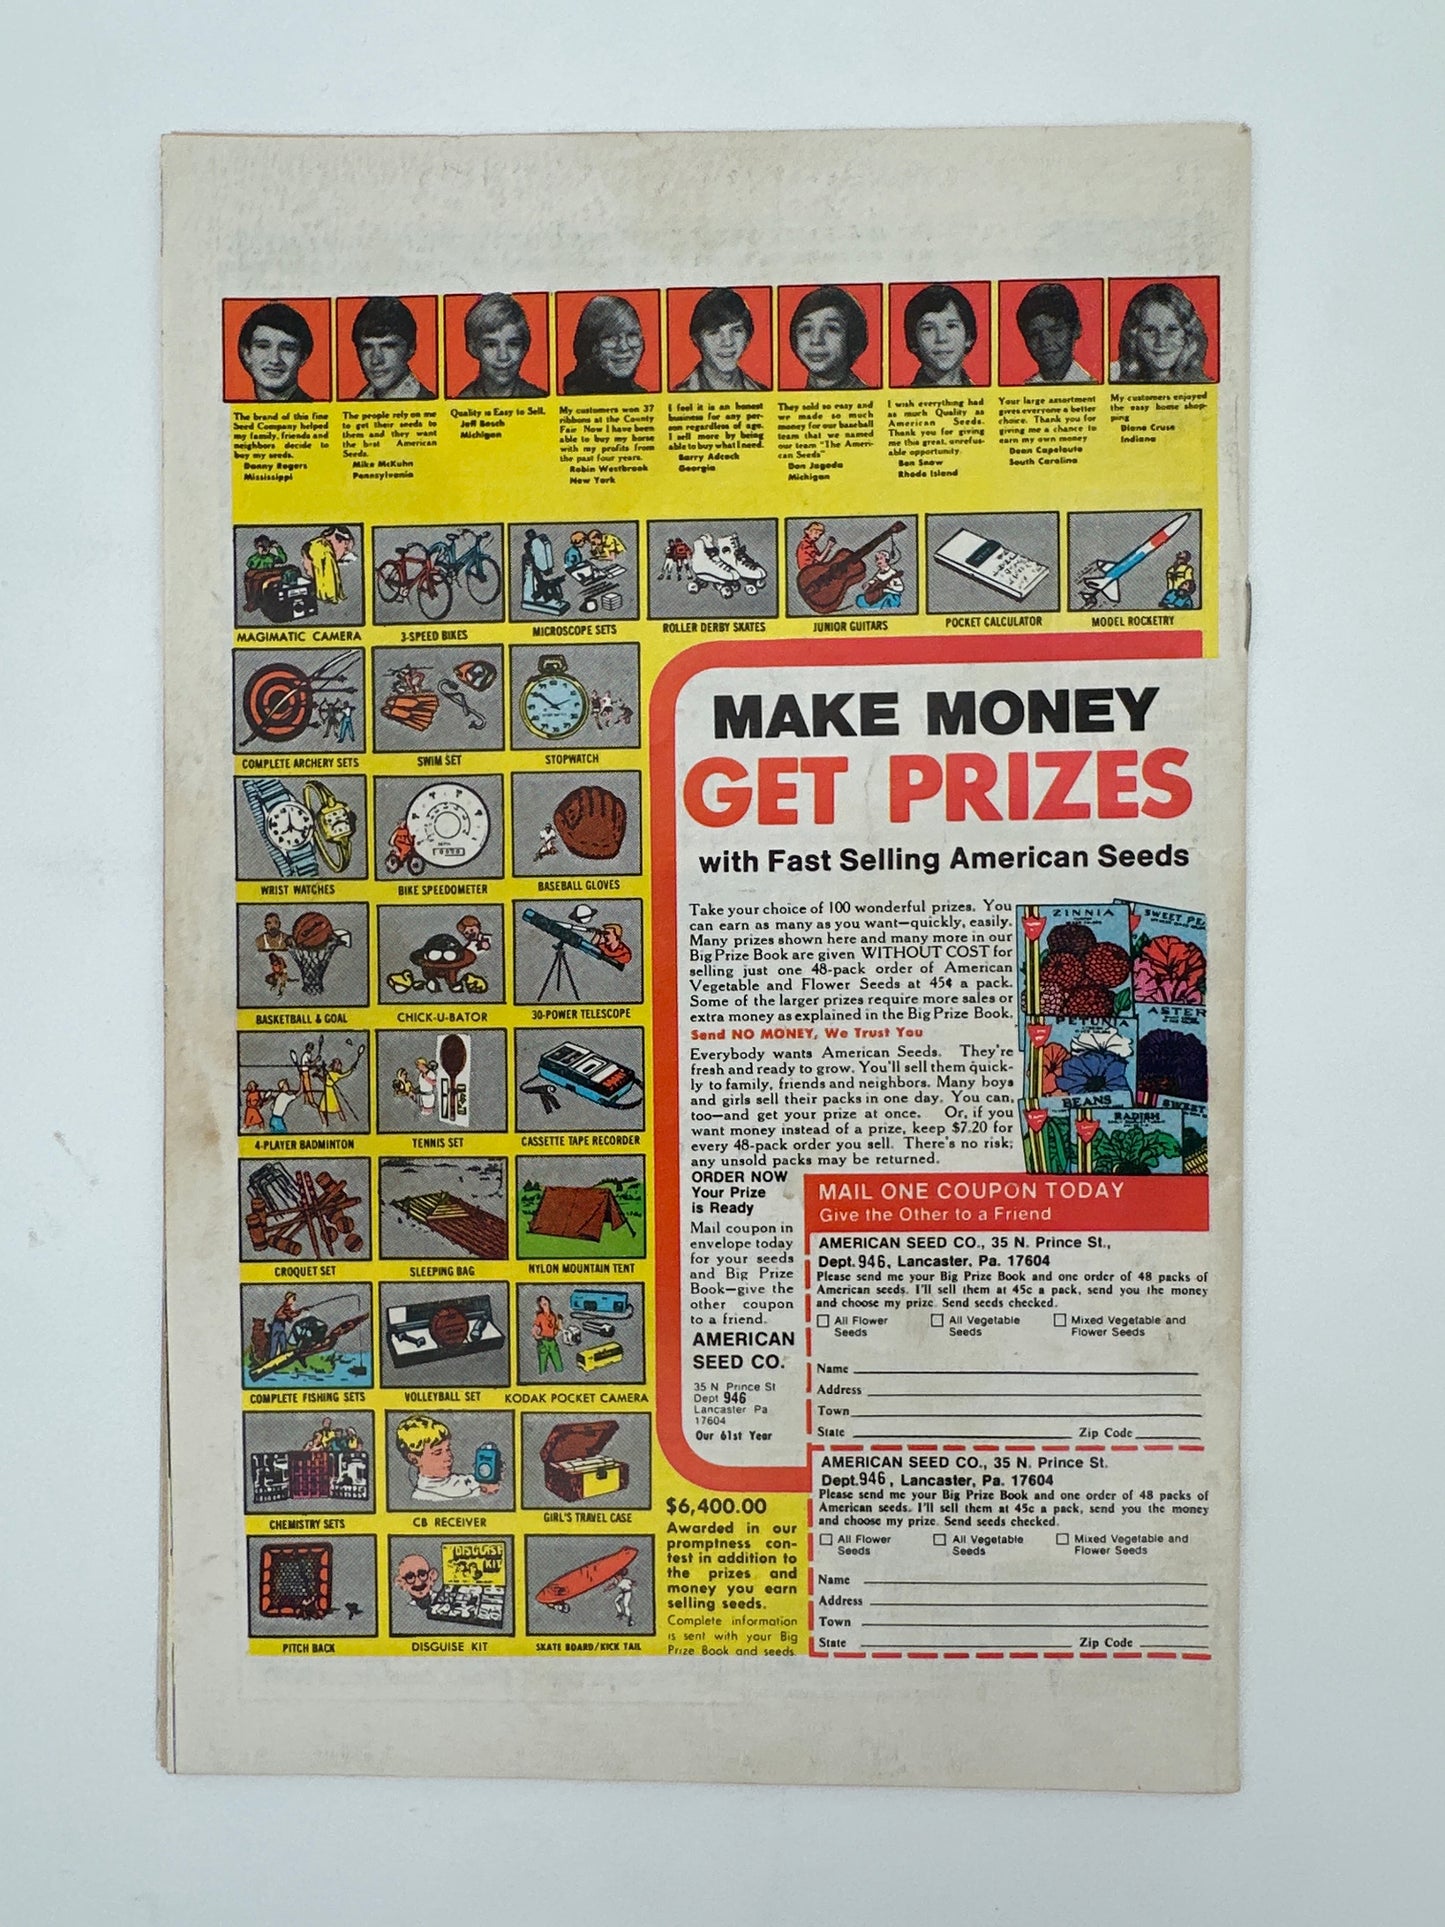 The brand of this fine
Seed Company helped
my family, friends and
neighbors decide to
buy my seeds.
Danny Rogers
Mississippi
The people rely on me
to get their seeds to
them and they want
the best American
Seeds.
Mike McKuhn
Pennsylvania
Quality is Easy to Sell.
Jeff Bosch
Michigan
My customers won 37
ribbons at the County
Fair Now I have been
able to buy my horse
with my profits from
the past four years.
Robin Westbrook
New York
I feel it is an honest
business for any per-
son regardless of age.
I sell more by being
able to buy what I need.
Barry Adcock
Georgia
They sold so easy and
we made so much
money for our baseball
team that we named
our team "The Ameri-
can Seeds"
Don Jagoda
Michigan
I wish everything had
as much Quality as
American Seeds.
Thank you for giving
me this great, unrefus-
able opportunity.
Ben Snow
Rhode Island
Your large assortment
gives everyone a better
choice. Thank you for
giving me a chance to
earn my own money
Dean Capelouto
South Carolina
My customers enjoyed
the easy home shop-
ping
Diane Cruse
Indiana
MAGIMATIC CAMERA
3-SPEED BIKES
MICROSCOPE SETS
ROLLER DERBY SKATES
JUNIOR GUITARS
POCKET CALCULATOR
MODEL ROCKETRY
COMPLETE ARCHERY SETS
SWIM SET
STOPWATCH
WRIST WATCHES
BIKE SPEEDOMETER
BASEBALL GLOVES
BASKETBALL & GOAL
CHICK-U-BATOR
30-POWER TELESCOPE
4-PLAYER BADMINTON
TENNIS SET
CASSETTE TAPE RECORDER
CROQUET SET
SLEEPING BAG
NYLON MOUNTAIN TENT
COMPLETE FISHING SETS
VOLLEYBALL SET
KODAK POCKET CAMERA
CHEMISTRY SETS
CB RECEIVER
GIRL'S TRAVEL CASE
DISGUISE
KIT
PITCH BACK
DISGUISE KIT
SKATE BOARD/KICK TAIL
MAKE MONEY
GET PRIZES
with Fast Selling American Seeds
Take your choice of 100 wonderful prizes. You
can earn as many as you want—quickly, easily.
Many prizes shown here and many more in our
Big Prize Book are given WITHOUT COST for
selling just one 48-pack order of American
Vegetable and Flower Seeds at 45¢ a pack.
Some of the larger prizes require more sales or
extra money as explained in the Big Prize Book.
Send NO MONEY, We Trust You
Everybody wants American Seeds. They're
fresh and ready to grow. You'll sell them quick-
ly to family, friends and neighbors. Many boys
and girls sell their packs in one day. You can,
too—and get your prize at once. Or, if you
want money instead of a prize, keep $7.20 for
every 48-pack order you sell. There's no risk;
any unsold packs may be returned.
ZINNIA
SWEET PE
PETUNIA
ASTER
BEANS
RADISH
SWEET
ORDER NOW
Your Prize
is Ready
Mail coupon in
envelope today
for your seeds
and Big Prize
Book—give the
other coupon
to a friend.
AMERICAN
SEED CO.
35 N Prince St
Dept 946
Lancaster Pa
17604
Our 61st Year
$6,400.00
Awarded in our
promptness con-
test in addition to
the prizes and
money you earn
selling seeds.
Complete information
is sent with your Big
Prize Book and seeds.
MAIL ONE COUPON TODAY
Give the Other to a Friend
AMERICAN SEED CO., 35 N. Prince St.,
Dept. 946, Lancaster, Pa. 17604
Please send me your Big Prize Book and one order of 48 packs of
American seeds. I'll sell them at 45c a pack, send you the money
and choose my prize. Send seeds checked.
All Flower Seeds
All Vegetable Seeds
Mixed Vegetable and Flower Seeds
Name
Address
Town
State Zip Code
AMERICAN SEED CO., 35 N. Prince St.
Dept. 946, Lancaster, Pa. 17604
Please send me your Big Prize Book and one order of 48 packs of
American seeds. I'll sell them at 45c a pack, send you the money
and choose my prize. Send seeds checked.
All Flower Seeds
All Vegetable Seeds
Mixed Vegetable and Flower Seeds
Name
Address
Town
State Zip Code